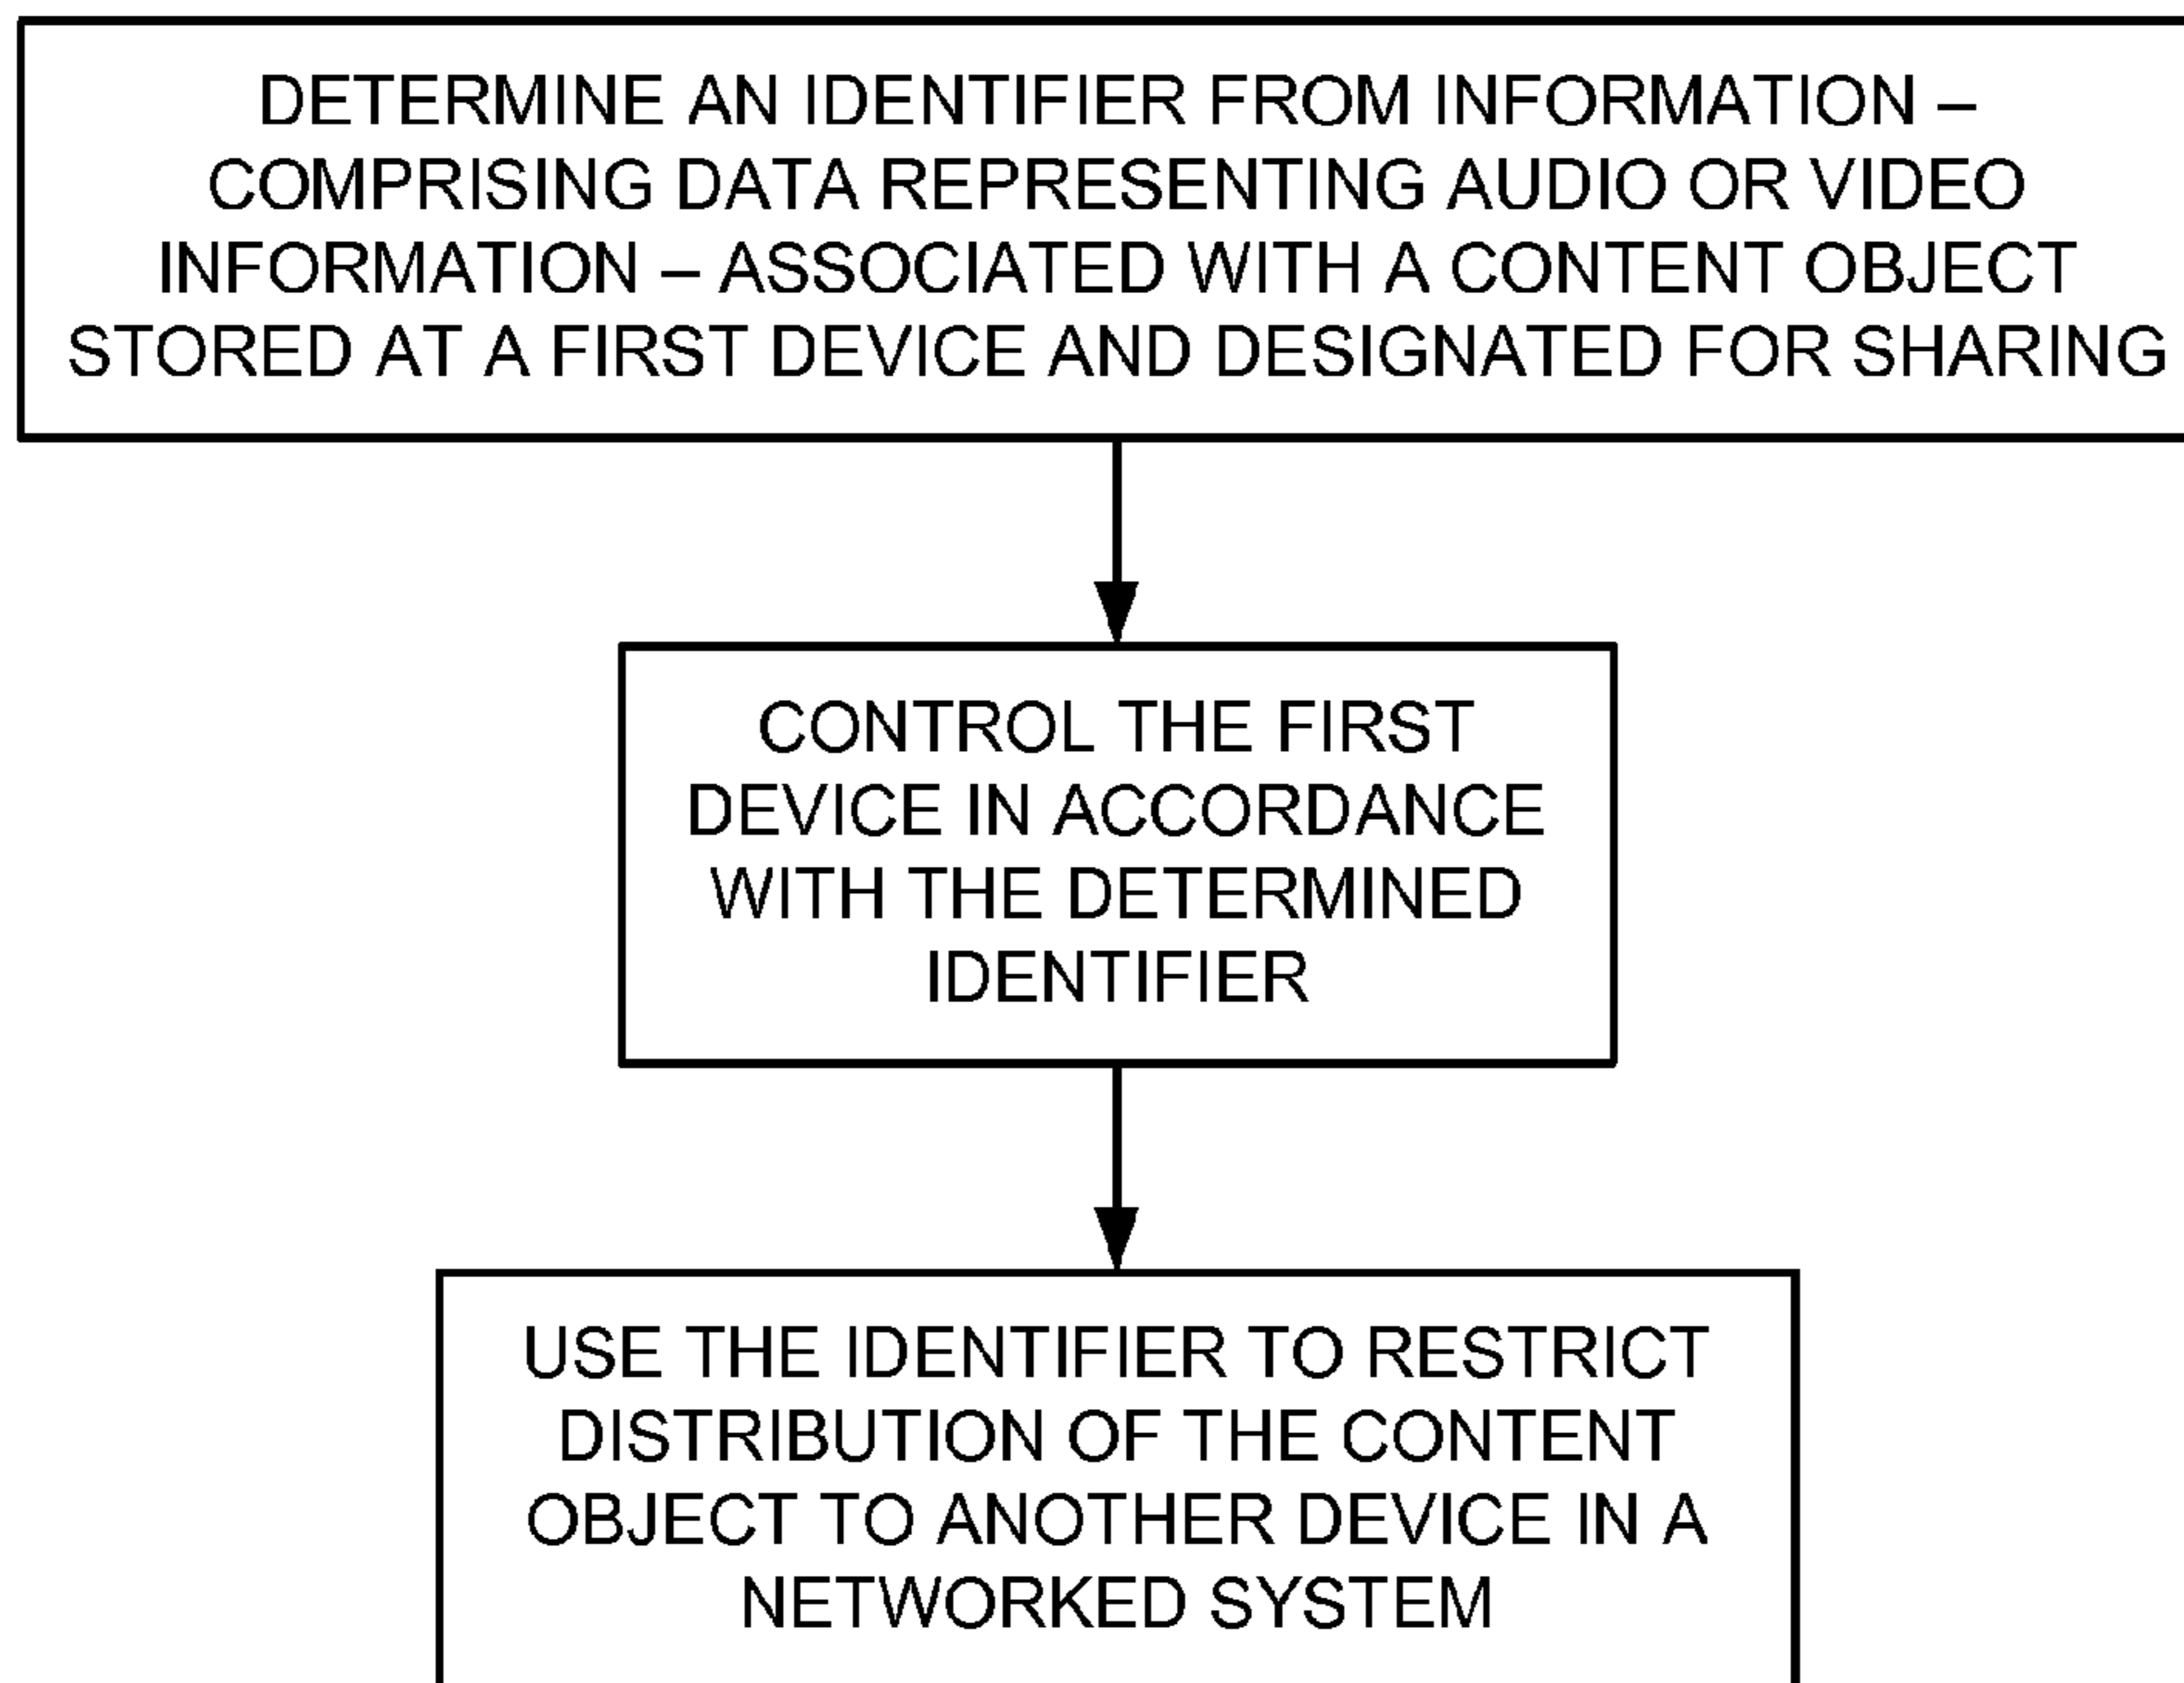 DETERMINE AN IDENTIFIER FROM INFORMATION –
COMPRISING DATA REPRESENTING AUDIO OR VIDEO
INFORMATION – ASSOCIATED WITH A CONTENT OBJECT
STORED AT A FIRST DEVICE AND DESIGNATED FOR SHARING
CONTROL THE FIRST
DEVICE IN ACCORDANCE
WITH THE DETERMINED
IDENTIFIER
USE THE IDENTIFIER TO RESTRICT
DISTRIBUTION OF THE CONTENT
OBJECT TO ANOTHER DEVICE IN A
NETWORKED SYSTEM